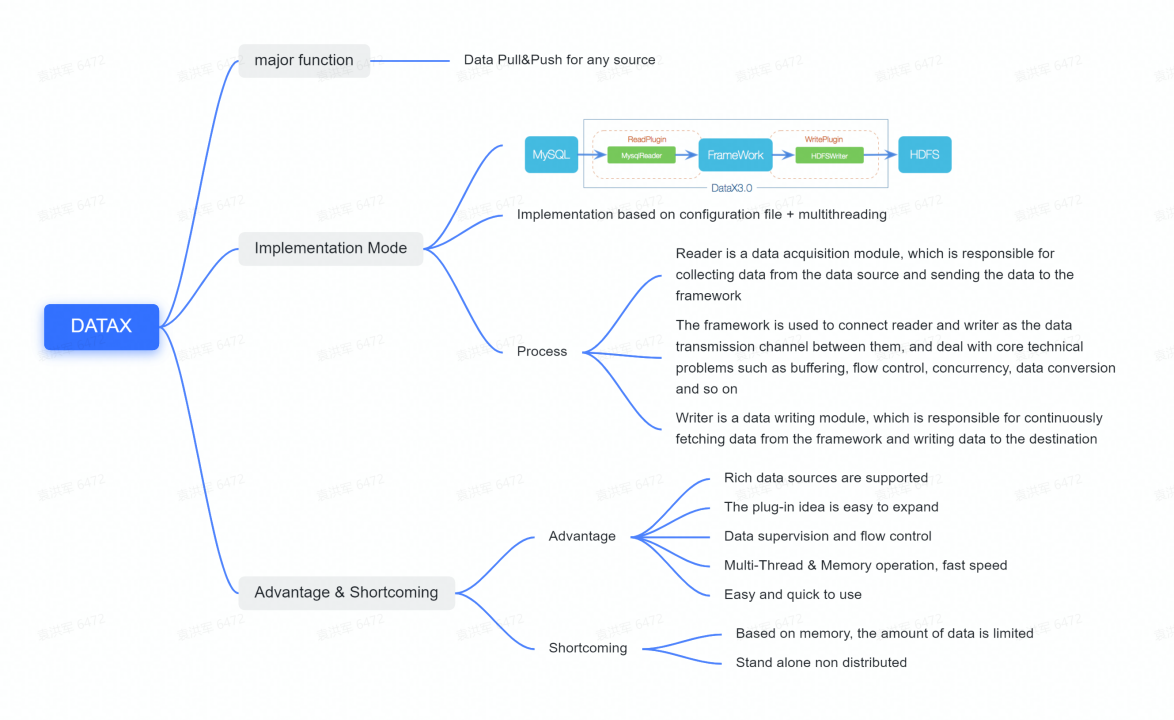 major function
Data Pull&Push for any source
ReadPlugin
WritePlugin
MySQL
MysqlReader
FrameWork
HDFSWriter
HDFS
DataX3.0
Implementation based on configuration file + multithreading
Implementation Mode
Reader is a data acquisition module, which is responsible for
collecting data from the data source and sending the data to the
framework
DATAX
The framework is used to connect reader and writer as the data
transmission channel between them, and deal with core technical
problems such as buffering, flow control, concurrency, data conversion
and so on
Process
Writer is a data writing module, which is responsible for continuously
fetching data from the framework and writing data to the destination
Advantage & Shortcoming
Advantage
Rich data sources are supported
The plug-in idea is easy to expand
Data supervision and flow control
Multi-Thread & Memory operation, fast speed
Easy and quick to use
Shortcoming
Based on memory, the amount of data is limited
Stand alone non distributed
袁洪军 6472